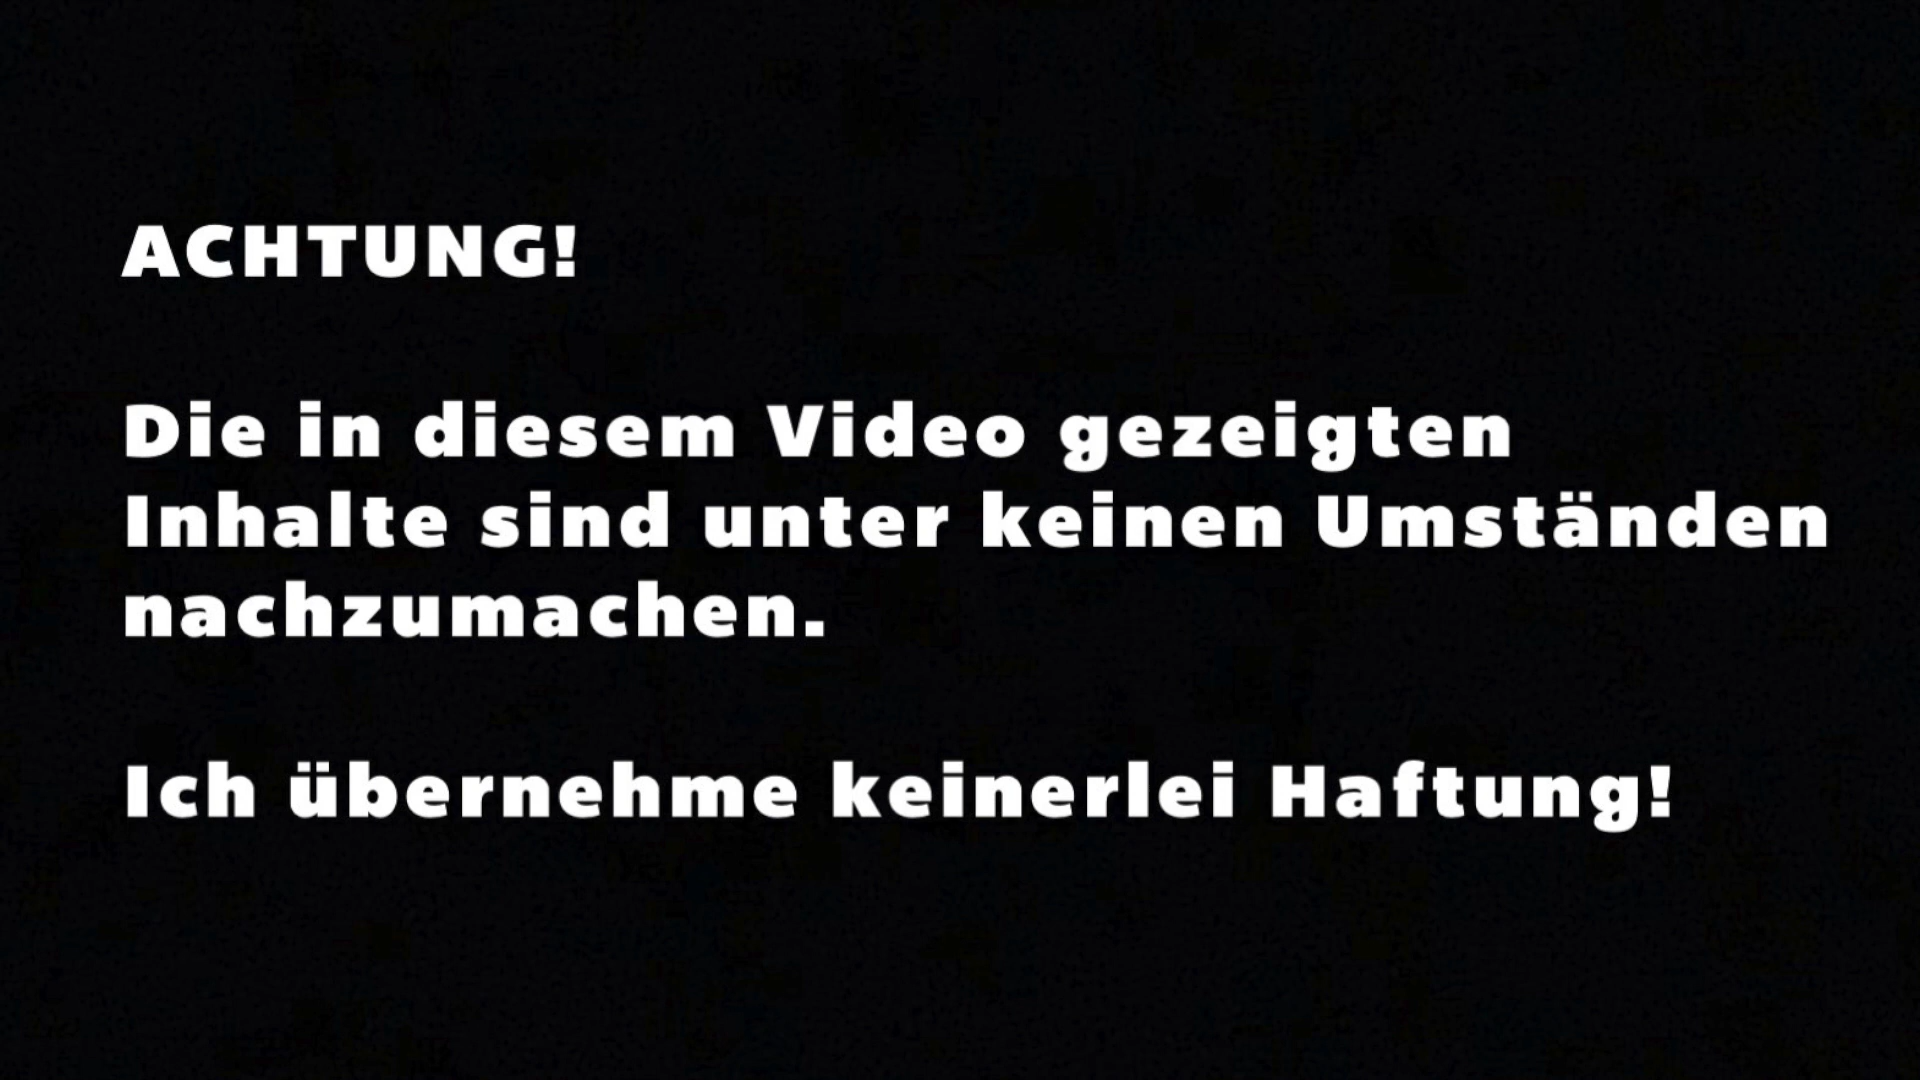 ACHTUNG!
Die in diesem Video gezeigten
Inhalte sind unter keinen Umständen
nachzumachen.
Ich übernehme keinerlei Haftung!